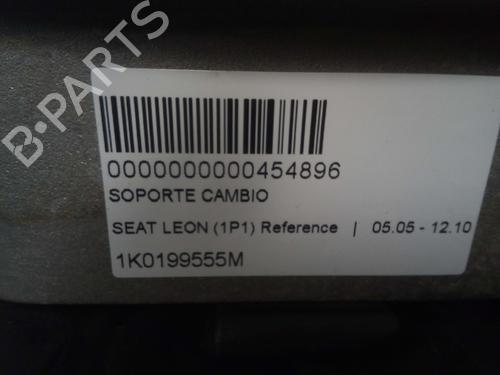 B-PARTS
0000000000454896
SOPORTE CAMBIO
SEAT LEON (1P1) Reference | 05.05 - 12.10
1K0199555M